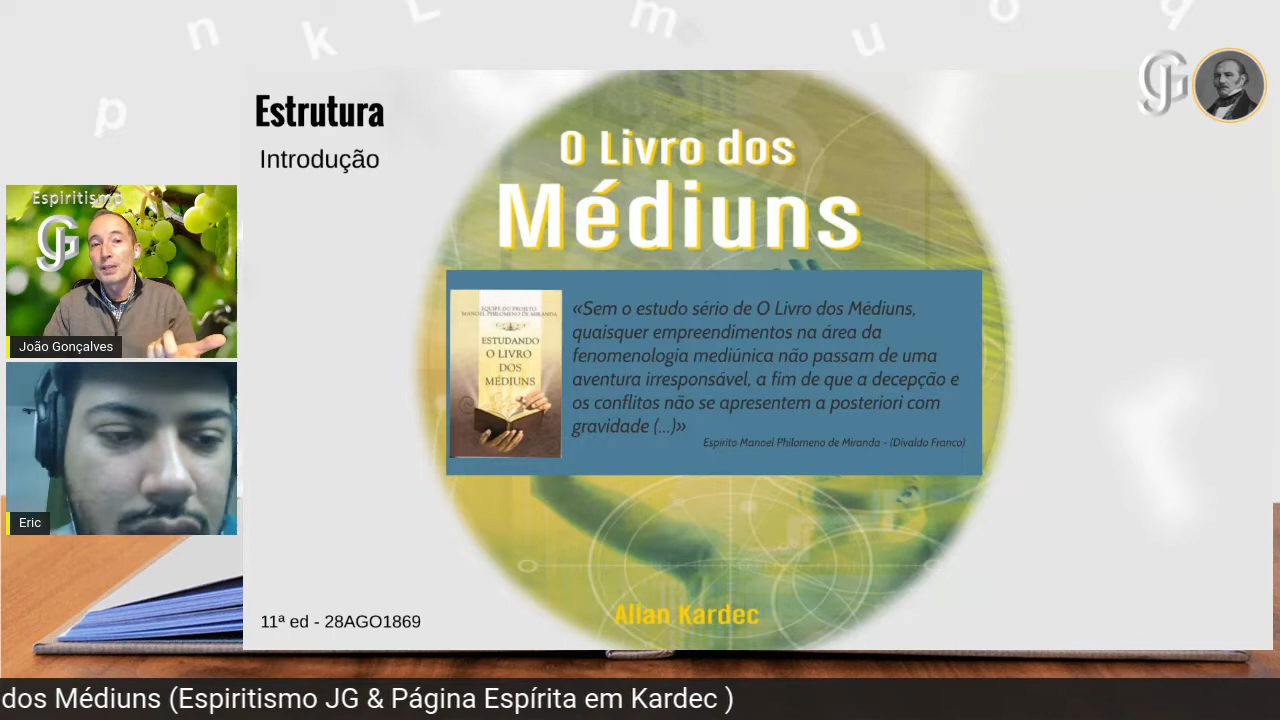 Estrutura
Introdução
O Livro dos
Médiuns
EQUIPE DO PROJETO
MANOEL PHILOMENO DE MIRANDA
ESTUDANDO
O LIVRO
DOS
MÉDIUNS
«Sem o estudo sério de O Livro dos Médiuns,
quaisquer empreendimentos na área da
fenomenologia mediúnica não passam de uma
aventura irresponsável, a fim de que a decepção e
os conflitos não se apresentem a posteriori com
gravidade (...)»
Espírito Manoel Philomeno de Miranda - (Divaldo Franco)
Allan Kardec
11ª ed - 28AGO1869
Espiritismo
JG
João Gonçalves
Eric
JG
n
k
L
m
u
o
q
p
dos Médiuns (Espiritismo JG & Página Espírita em Kardec )